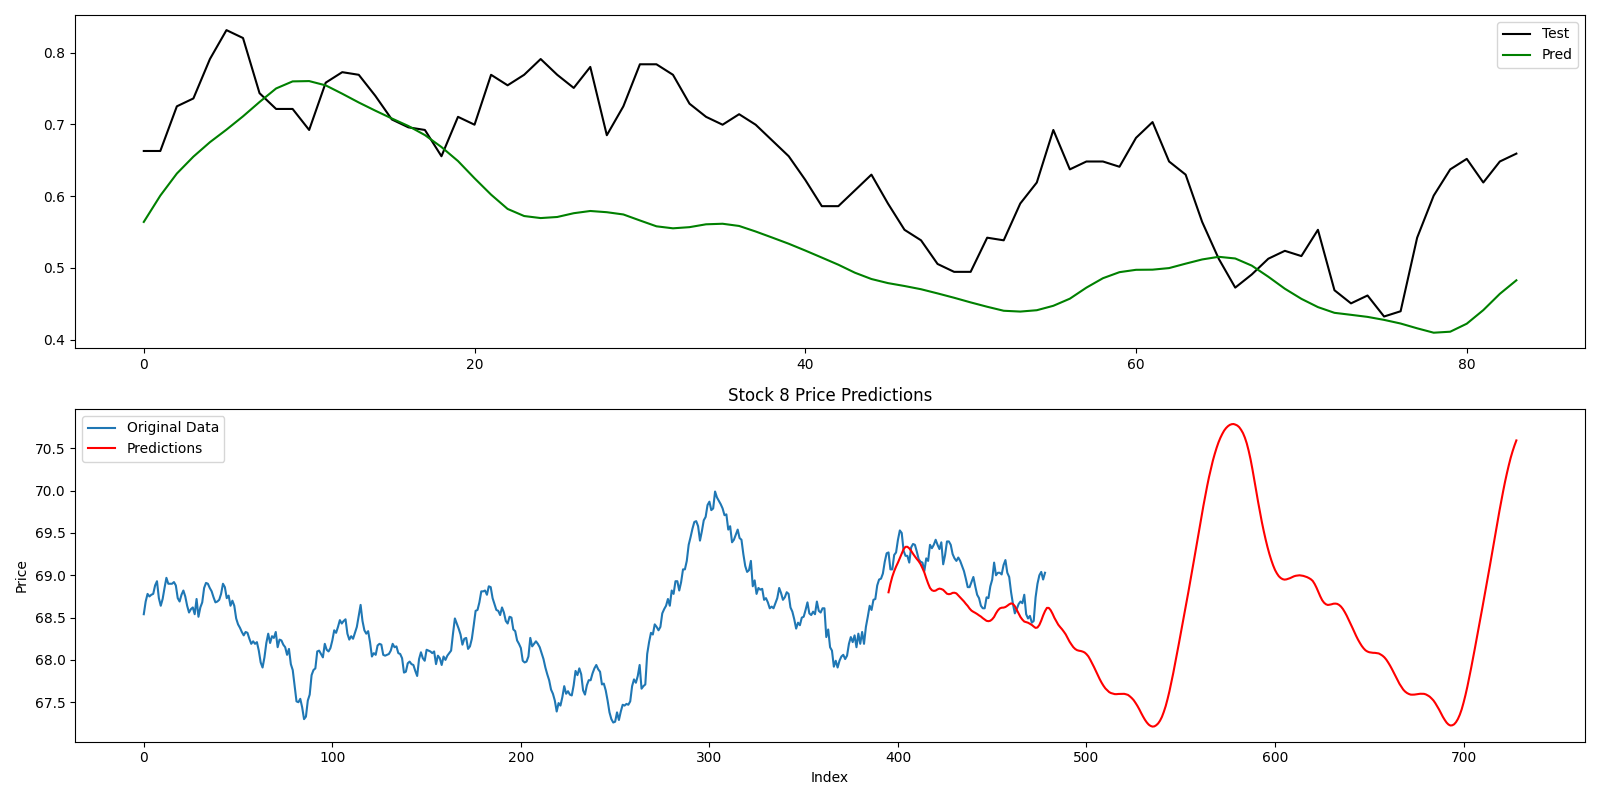 Test
Pred
0.8
0.7
0.6
0.5
0.4
0 20 40 60 80
Stock 8 Price Predictions
Original Data
Predictions
70.5
70.0
69.5
69.0
68.5
68.0
67.5
Price
0 100 200 300 400 500 600 700
Index